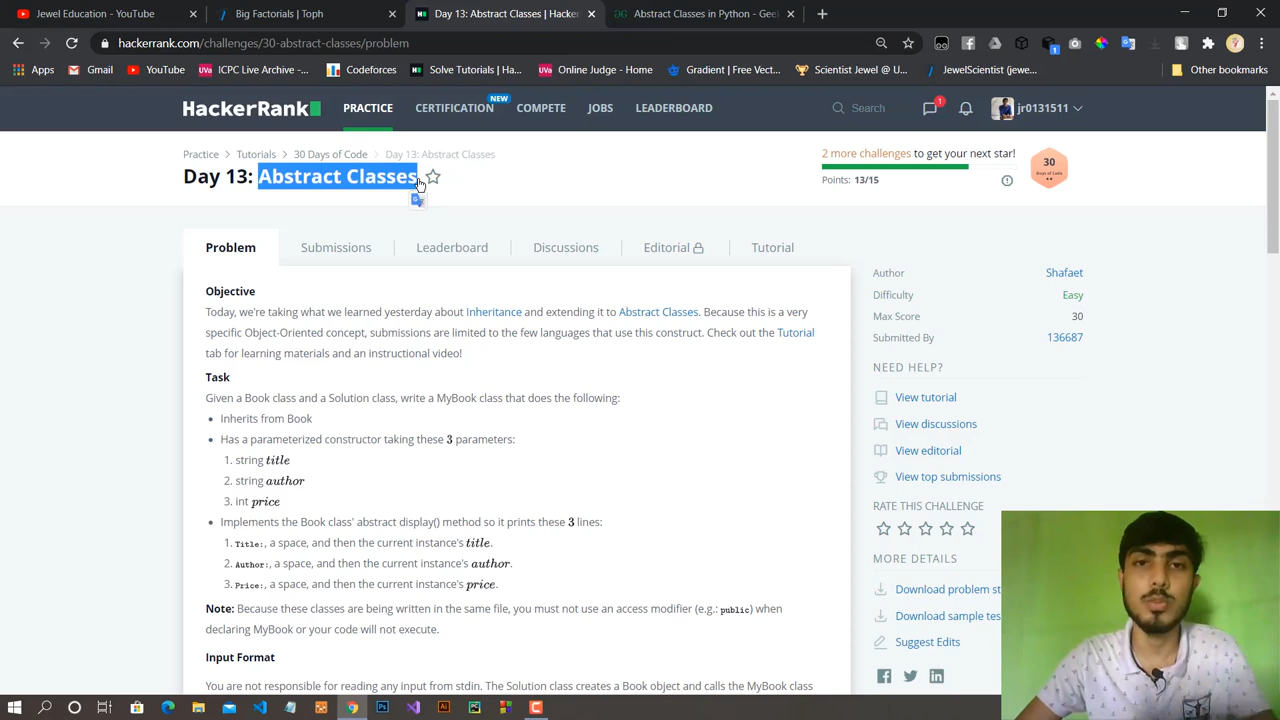 Jewel Education - YouTube
Big Factorials | Toph
Day 13: Abstract Classes | Hacker
Abstract Classes in Python - Geek
hackerrank.com/challenges/30-abstract-classes/problem
Apps
Gmail
YouTube
ICPC Live Archive -...
Codeforces
Solve Tutorials | Ha...
Online Judge - Home
Gradient | Free Vect...
Scientist Jewel @ U...
JewelScientist (jewe...
Other bookmarks
HackerRank
PRACTICE
CERTIFICATION
NEW
COMPETE
JOBS
LEADERBOARD
Search
1
jr0131511
Practice > Tutorials > 30 Days of Code > Day 13: Abstract Classes
Day 13: Abstract Classes
2 more challenges to get your next star!
Points: 13/15
30
Days of Code
Problem
Submissions
Leaderboard
Discussions
Editorial
Tutorial
Objective
Today, we're taking what we learned yesterday about Inheritance and extending it to Abstract Classes. Because this is a very
specific Object-Oriented concept, submissions are limited to the few languages that use this construct. Check out the Tutorial
tab for learning materials and an instructional video!
Task
Given a Book class and a Solution class, write a MyBook class that does the following:
• Inherits from Book
• Has a parameterized constructor taking these 3 parameters:
1. string title
2. string author
3. int price
• Implements the Book class' abstract display() method so it prints these 3 lines:
1. Title:, a space, and then the current instance's title.
2. Author:, a space, and then the current instance's author.
3. Price:, a space, and then the current instance's price.
Note: Because these classes are being written in the same file, you must not use an access modifier (e.g.: public) when
declaring MyBook or your code will not execute.
Input Format
You are not responsible for reading any input from stdin. The Solution class creates a Book object and calls the MyBook class
Author Shafaet
Difficulty Easy
Max Score 30
Submitted By 136687
NEED HELP?
View tutorial
View discussions
View editorial
View top submissions
RATE THIS CHALLENGE
MORE DETAILS
Download problem st
Download sample tes
Suggest Edits